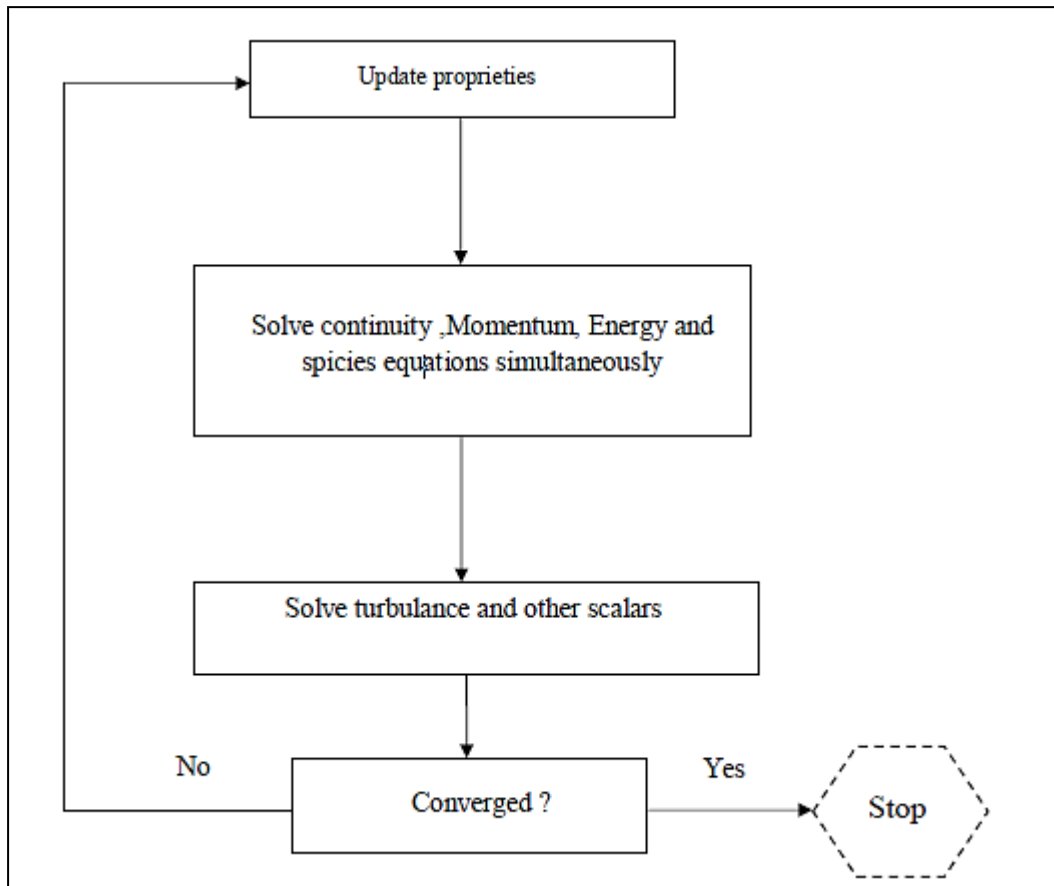 Update proprieties
Solve continuity ,Momentum, Energy and
spicies equations simultaneously
Solve turbulance and other scalars
No
Yes
Converged ?
Stop